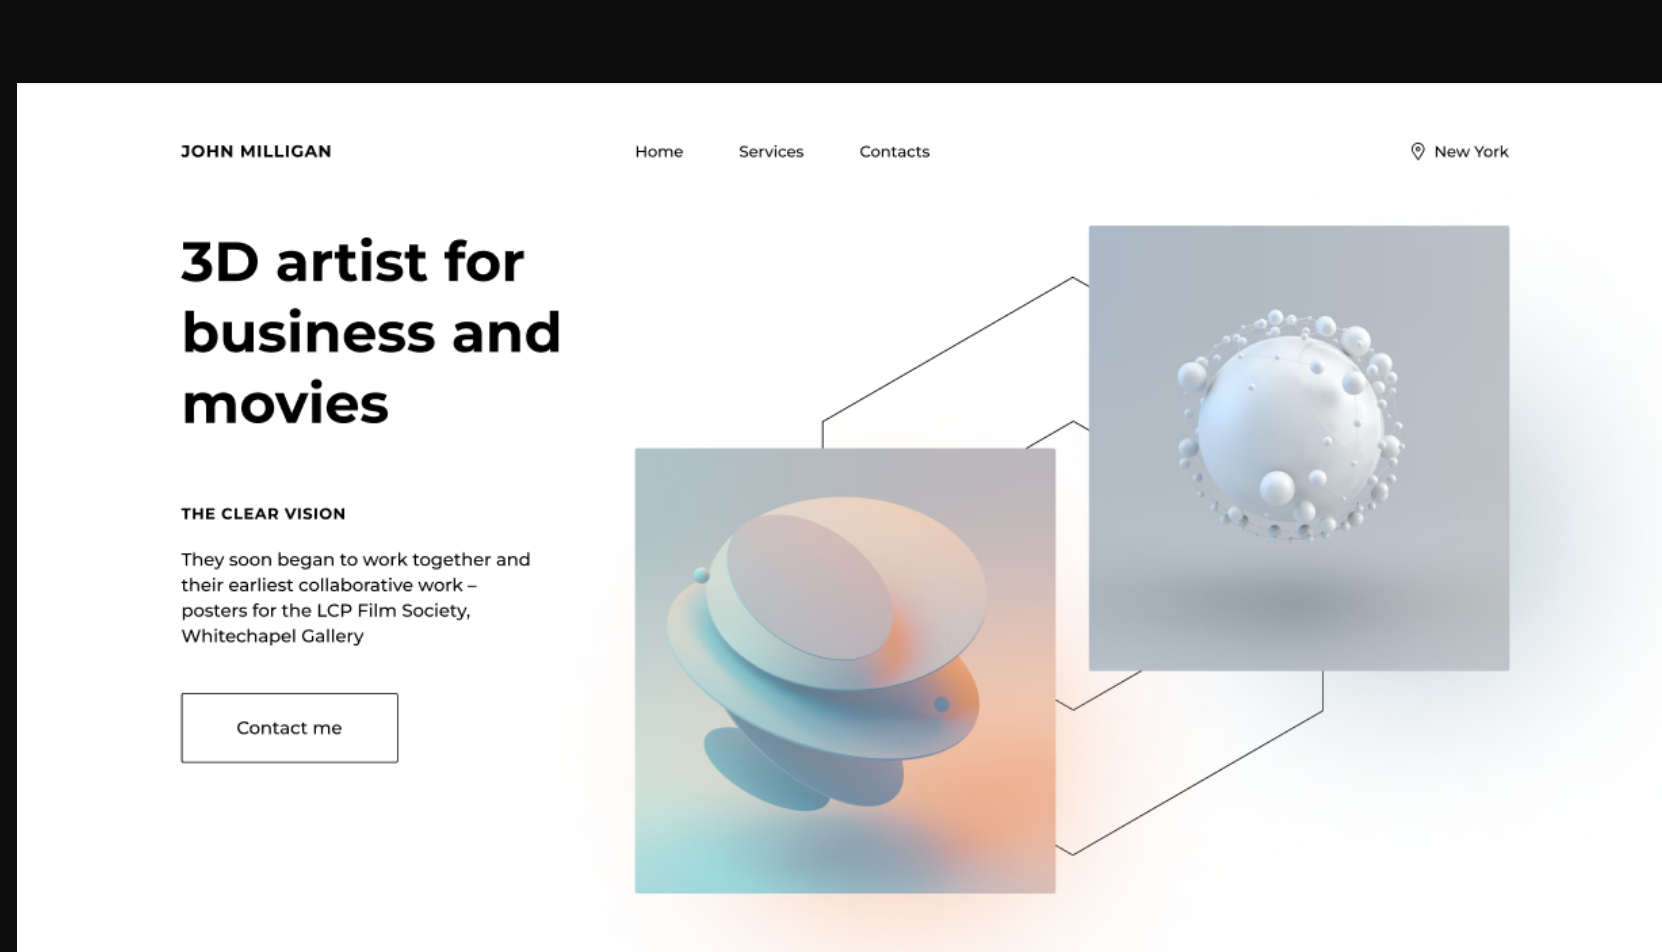 JOHN MILLIGAN
Home
Services
Contacts
New York
3D artist for
business and
movies
THE CLEAR VISION
They soon began to work together and
their earliest collaborative work –
posters for the LCP Film Society,
Whitechapel Gallery
Contact me